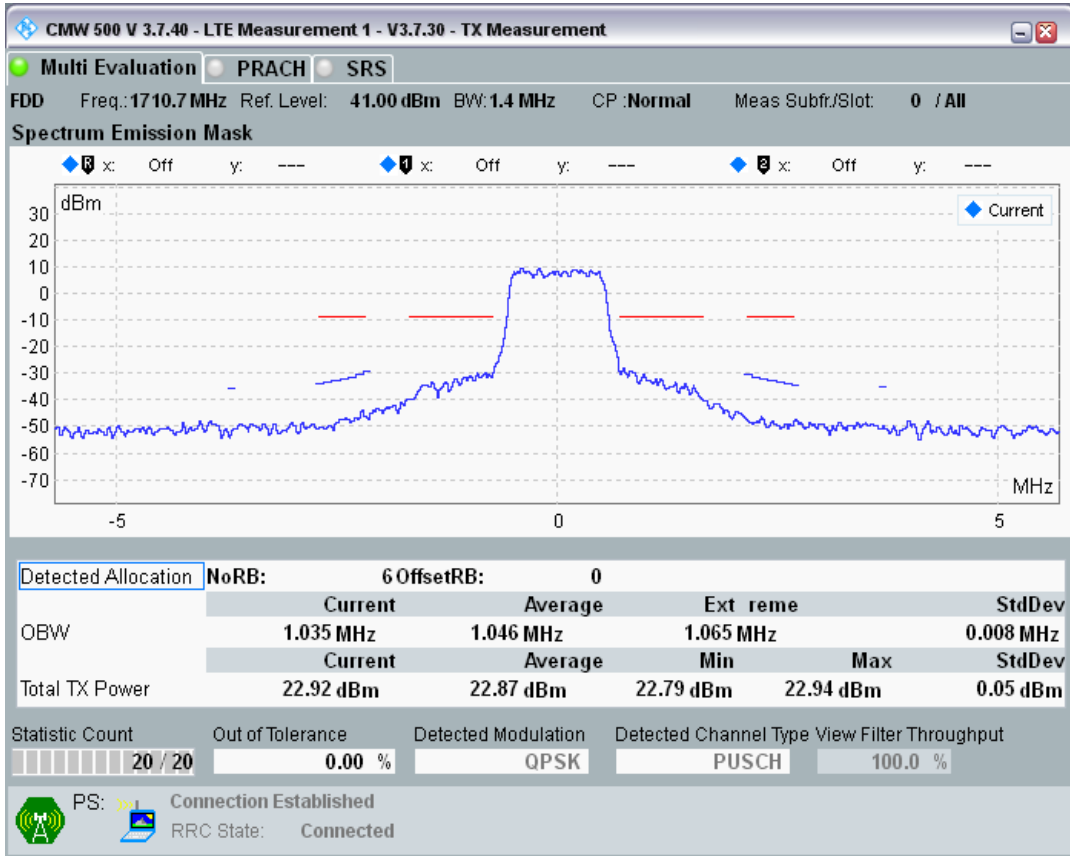 CMW 500 V 3.7.40 - LTE Measurement 1 - V3.7.30 - TX Measurement
Multi Evaluation PRACH SRS
FDD Freq.: 1710.7 MHz Ref. Level: 41.00 dBm BW: 1.4 MHz CP : Normal Meas Subfr./Slot: 0 / All
Spectrum Emission Mask
R x: Off y: --- 1 x: Off y: --- 2 x: Off y: ---
dBm
Current
30
20
10
0
-10
-20
-30
-40
-50
-60
-70
MHz
-5 0 5
Detected Allocation NoRB: 6 OffsetRB: 0
Current Average Ext reme StdDev
OBW 1.035 MHz 1.046 MHz 1.065 MHz 0.008 MHz
Current Average Min Max StdDev
Total TX Power 22.92 dBm 22.87 dBm 22.79 dBm 22.94 dBm 0.05 dBm
Statistic Count Out of Tolerance Detected Modulation Detected Channel Type View Filter Throughput
20 / 20 0.00 % QPSK PUSCH 100.0 %
PS: Connection Established
RRC State: Connected